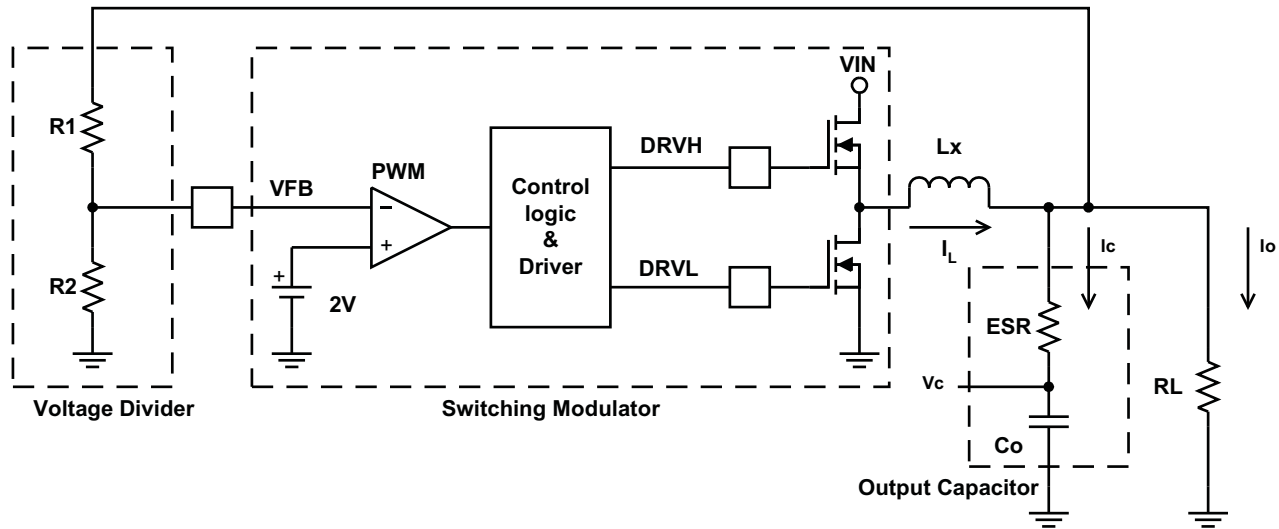 VIN
R1
PWM
DRVH
Lx
VFB
−
Control
logic
&
Driver
+
I_L
Ic
Io
R2
+
2V
DRVL
ESR
Vc
RL
Voltage Divider
Switching Modulator
Co
Output Capacitor